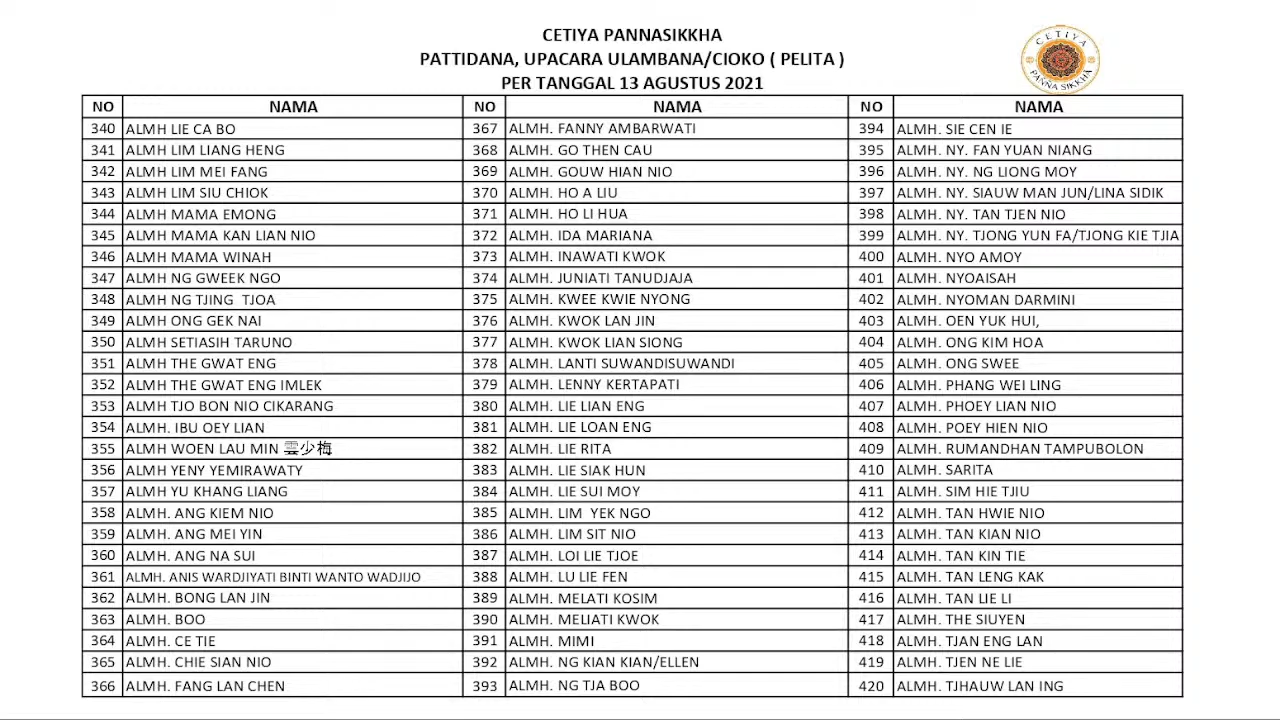 CETIYA PANNASIKKHA
PATTIDANA, UPACARA ULAMBANA/CIOKO ( PELITA )
PER TANGGAL 13 AGUSTUS 2021
CETIYA
PANNA SIKKHA
NO NAMA NO NAMA NO NAMA
340 ALMH LIE CA BO 367 ALMH. FANNY AMBARWATI 394 ALMH. SIE CEN IE
341 ALMH LIM LIANG HENG 368 ALMH. GO THEN CAU 395 ALMH. NY. FAN YUAN NIANG
342 ALMH LIM MEI FANG 369 ALMH. GOUW HIAN NIO 396 ALMH. NY. NG LIONG MOY
343 ALMH LIM SIU CHIOK 370 ALMH. HO A LIU 397 ALMH. NY. SIAUW MAN JUN/LINA SIDIK
344 ALMH MAMA EMONG 371 ALMH. HO LI HUA 398 ALMH. NY. TAN TJEN NIO
345 ALMH MAMA KAN LIAN NIO 372 ALMH. IDA MARIANA 399 ALMH. NY. TJONG YUN FA/TJONG KIE TJIA
346 ALMH MAMA WINAH 373 ALMH. INAWATI KWOK 400 ALMH. NYO AMOY
347 ALMH NG GWEEK NGO 374 ALMH. JUNIATI TANUDJAJA 401 ALMH. NYOAISAH
348 ALMH NG TJING  TJOA 375 ALMH. KWEE KWIE NYONG 402 ALMH. NYOMAN DARMINI
349 ALMH ONG GEK NAI 376 ALMH. KWOK LAN JIN 403 ALMH. OEN YUK HUI,
350 ALMH SETIASIH TARUNO 377 ALMH. KWOK LIAN SIONG 404 ALMH. ONG KIM HOA
351 ALMH THE GWAT ENG 378 ALMH. LANTI SUWANDISUWANDI 405 ALMH. ONG SWEE
352 ALMH THE GWAT ENG IMLEK 379 ALMH. LENNY KERTAPATI 406 ALMH. PHANG WEI LING
353 ALMH TJO BON NIO CIKARANG 380 ALMH. LIE LIAN ENG 407 ALMH. PHOEY LIAN NIO
354 ALMH. IBU OEY LIAN 381 ALMH. LIE LOAN ENG 408 ALMH. POEY HIEN NIO
355 ALMH WOEN LAU MIN 雲少梅 382 ALMH. LIE RITA 409 ALMH. RUMANDHAN TAMPUBOLON
356 ALMH YENY YEMIRAWATY 383 ALMH. LIE SIAK HUN 410 ALMH. SARITA
357 ALMH YU KHANG LIANG 384 ALMH. LIE SUI MOY 411 ALMH. SIM HIE TJIU
358 ALMH. ANG KIEM NIO 385 ALMH. LIM  YEK NGO 412 ALMH. TAN HWIE NIO
359 ALMH. ANG MEI YIN 386 ALMH. LIM SIT NIO 413 ALMH. TAN KIAN NIO
360 ALMH. ANG NA SUI 387 ALMH. LOI LIE TJOE 414 ALMH. TAN KIN TIE
361 ALMH. ANIS WARDJIYATI BINTI WANTO WADJIJO 388 ALMH. LU LIE FEN 415 ALMH. TAN LENG KAK
362 ALMH. BONG LAN JIN 389 ALMH. MELATI KOSIM 416 ALMH. TAN LIE LI
363 ALMH. BOO 390 ALMH. MELIATI KWOK 417 ALMH. THE SIUYEN
364 ALMH. CE TIE 391 ALMH. MIMI 418 ALMH. TJAN ENG LAN
365 ALMH. CHIE SIAN NIO 392 ALMH. NG KIAN KIAN/ELLEN 419 ALMH. TJEN NE LIE
366 ALMH. FANG LAN CHEN 393 ALMH. NG TJA BOO 420 ALMH. TJHAUW LAN ING